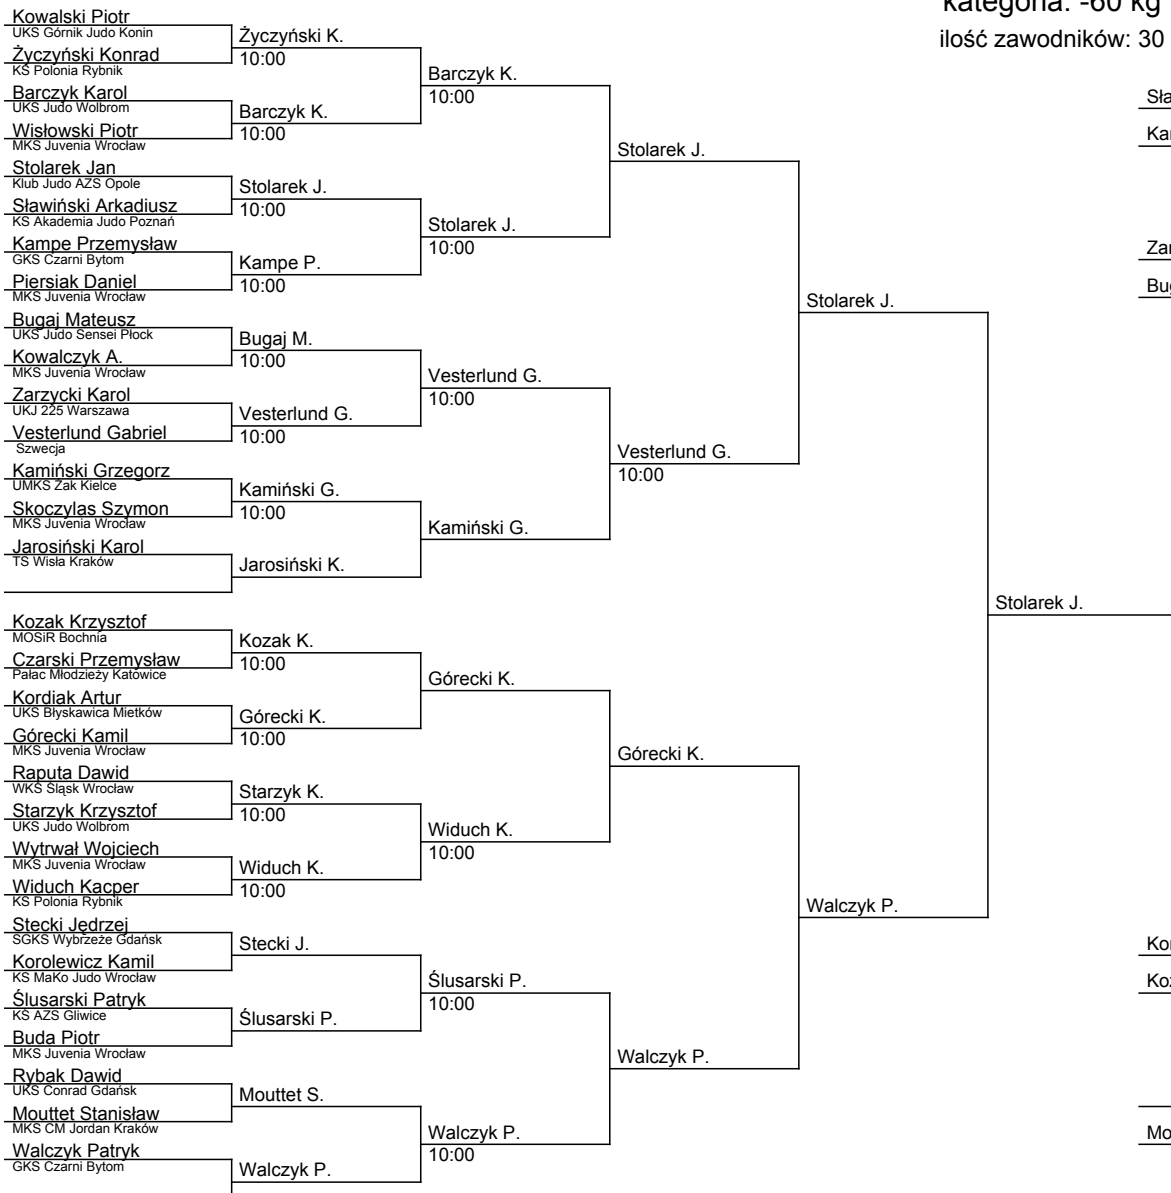 kategoria: -60 kg
ilość zawodników: 30
Kowalski Piotr
UKS Górnik Judo Konin
Życzyński Konrad
KS Polonia Rybnik
Barczyk Karol
UKS Judo Wolbrom
Wisłowski Piotr
MKS Juvenia Wrocław
Stolarek Jan
Klub Judo AZS Opole
Sławiński Arkadiusz
KS Akademia Judo Poznań
Kampe Przemysław
GKS Czarni Bytom
Piersiak Daniel
MKS Juvenia Wrocław
Bugaj Mateusz
UKS Judo Sensei Płock
Kowalczyk A.
MKS Juvenia Wrocław
Zarzycki Karol
UKJ 225 Warszawa
Vesterlund Gabriel
Szwecja
Kamiński Grzegorz
UMKS Żak Kielce
Skoczylas Szymon
MKS Juvenia Wrocław
Jarosiński Karol
TS Wisła Kraków
Kozak Krzysztof
MOSiR Bochnia
Czarski Przemysław
Pałac Młodzieży Katowice
Kordiak Artur
UKS Błyskawica Mietków
Górecki Kamil
MKS Juvenia Wrocław
Raputa Dawid
WKS Śląsk Wrocław
Starzyk Krzysztof
UKS Judo Wolbrom
Wytrwał Wojciech
MKS Juvenia Wrocław
Widuch Kacper
KS Polonia Rybnik
Stecki Jędrzej
SGKS Wybrzeże Gdańsk
Korolewicz Kamil
KS MaKo Judo Wrocław
Ślusarski Patryk
KS AZS Gliwice
Buda Piotr
MKS Juvenia Wrocław
Rybak Dawid
UKS Conrad Gdańsk
Mouttet Stanisław
MKS CM Jordan Kraków
Walczyk Patryk
GKS Czarni Bytom
Życzyński K.
10:00
Barczyk K.
10:00
Stolarek J.
10:00
Kampe P.
10:00
Bugaj M.
10:00
Vesterlund G.
10:00
Kamiński G.
10:00
Jarosiński K.
Kozak K.
10:00
Górecki K.
10:00
Starzyk K.
10:00
Widuch K.
10:00
Stecki J.
Ślusarski P.
Mouttet S.
Walczyk P.
Barczyk K.
10:00
Stolarek J.
10:00
Vesterlund G.
10:00
Kamiński G.
Górecki K.
Widuch K.
10:00
Ślusarski P.
10:00
Walczyk P.
10:00
Stolarek J.
Vesterlund G.
10:00
Górecki K.
Walczyk P.
Stolarek J.
Walczyk P.
Stolarek J.
Sła
Kar
Zar
Bug
Kor
Koz
Mo